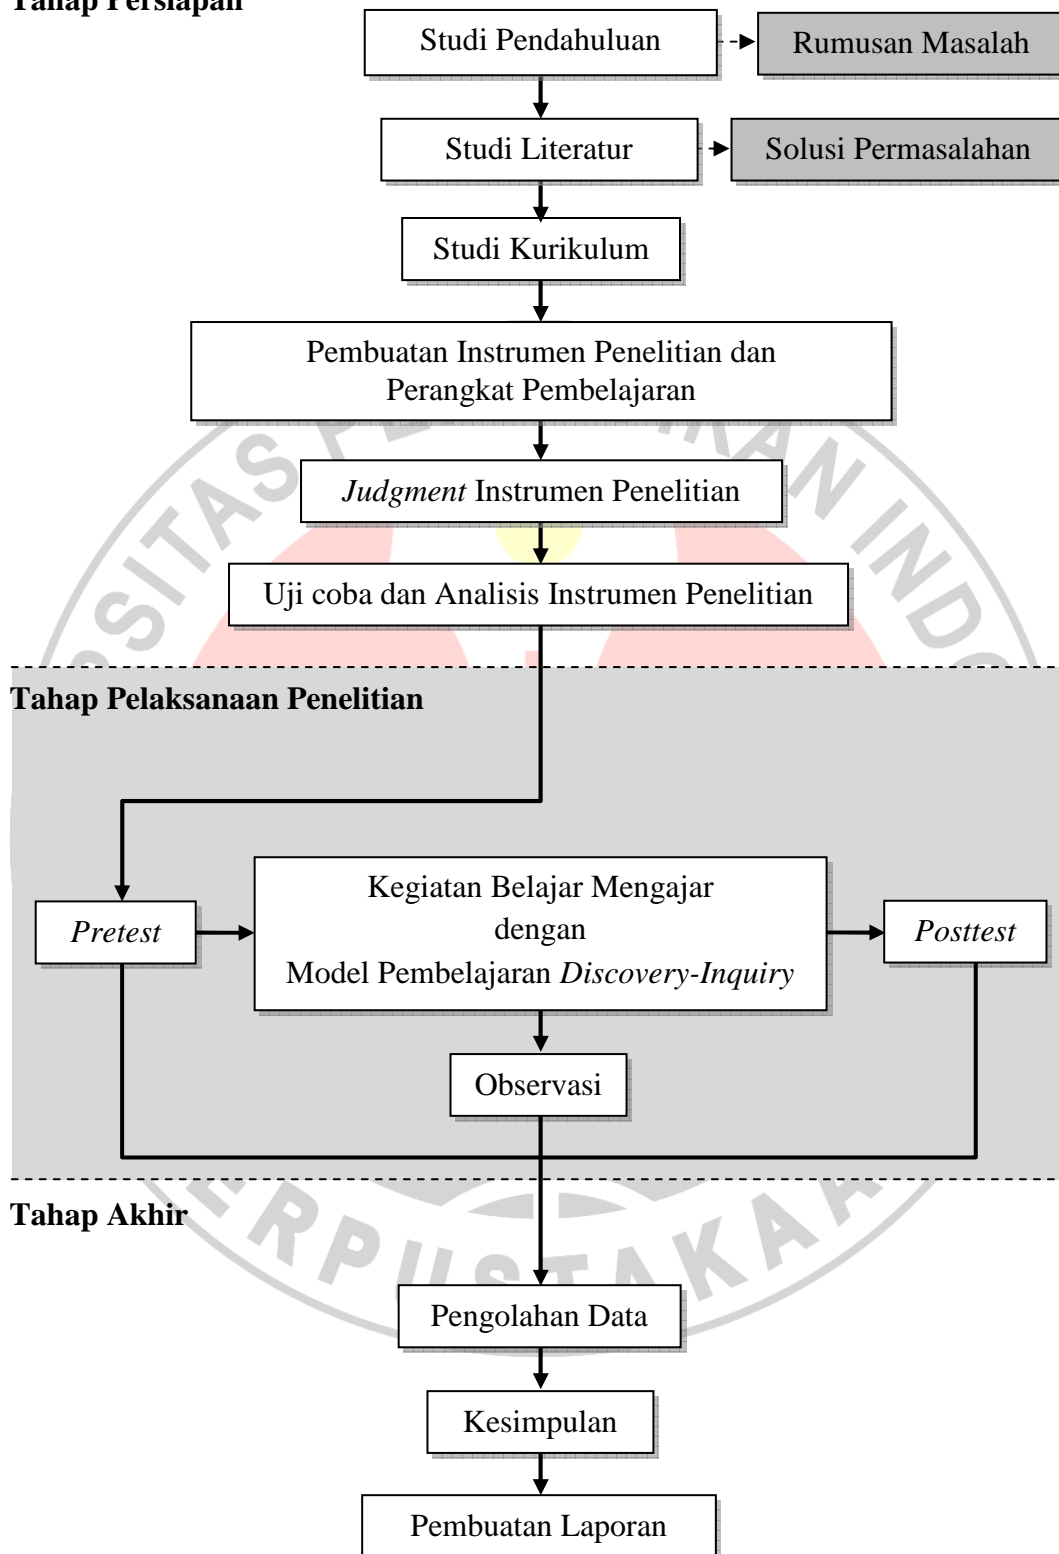 Tahap Persiapan
Studi Pendahuluan
Rumusan Masalah
Studi Literatur
Solusi Permasalahan
Studi Kurikulum
Pembuatan Instrumen Penelitian dan
Perangkat Pembelajaran
Judgment Instrumen Penelitian
Uji coba dan Analisis Instrumen Penelitian
Tahap Pelaksanaan Penelitian
Pretest
Kegiatan Belajar Mengajar
dengan
Model Pembelajaran Discovery-Inquiry
Posttest
Observasi
Tahap Akhir
Pengolahan Data
Kesimpulan
Pembuatan Laporan